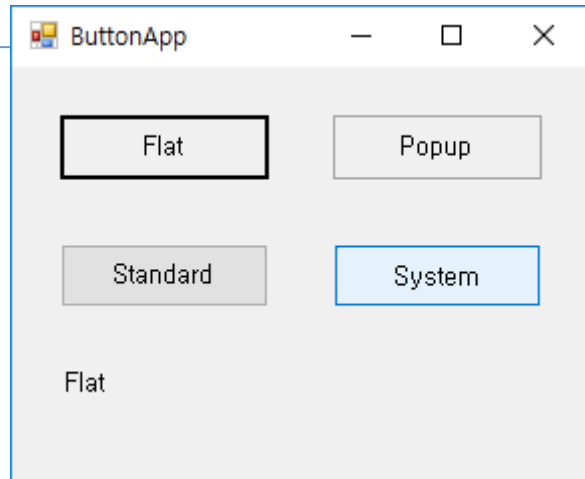 ButtonApp
Flat
Popup
Standard
System
Flat